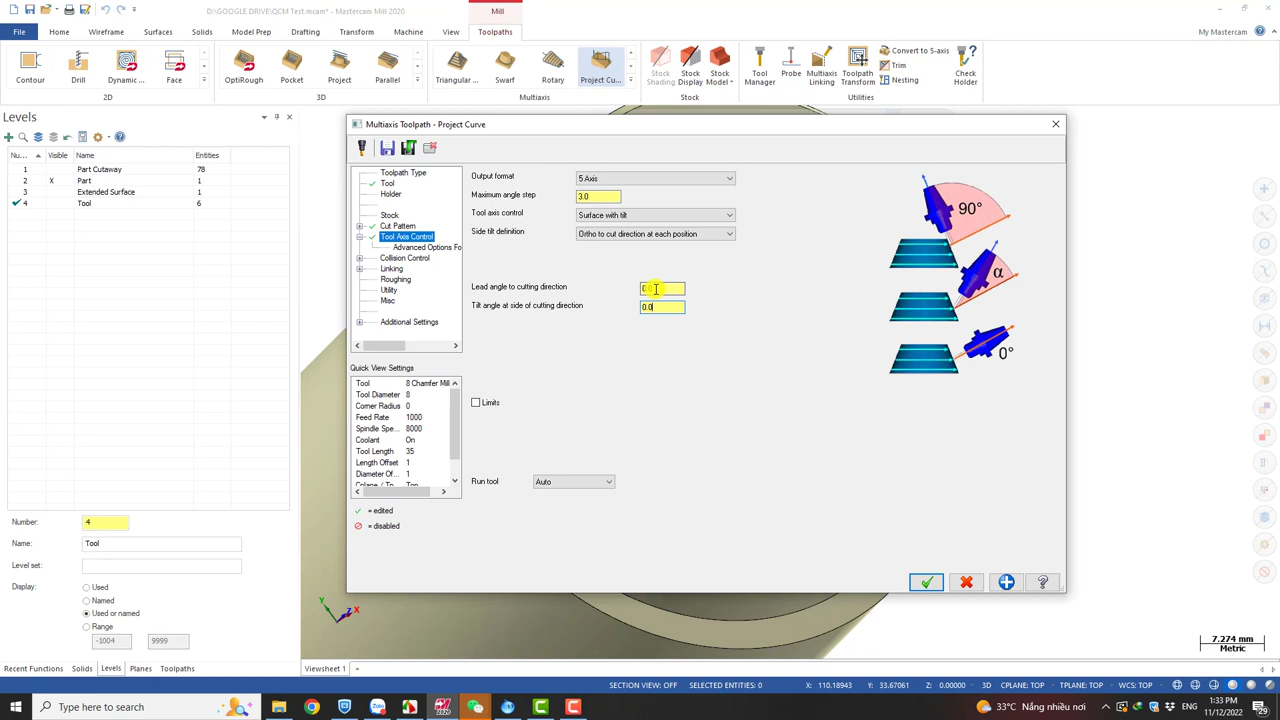 D:\GOOGLE DRIVE\QCM Test.mcam* - Mastercam Mill 2020
Mill
File
Home
Wireframe
Surfaces
Solids
Model Prep
Drafting
Transform
Machine
View
Toolpaths
My Mastercam
Contour
Drill
Dynamic ...
Face
OptiRough
Pocket
Project
Parallel
Triangular ...
Swarf
Rotary
Project Cu...
Stock Shading
Stock Display
Stock Model
Tool Manager
Probe
Multiaxis Linking
Toolpath Transform
Convert to 5-axis
Trim
Nesting
Check Holder
2D
3D
Multiaxis
Stock
Utilities
Levels
Nu...
Visible
Name
Entities
1 Part Cutaway 78
2 X Part 1
3 Extended Surface 1
4 Tool 6
Number: 4
Name: Tool
Level set:
Display:
Used
Named
Used or named
Range
-1004 9999
Recent Functions
Solids
Levels
Planes
Toolpaths
Multiaxis Toolpath - Project Curve
Toolpath Type
Tool
Holder
Stock
Cut Pattern
Tool Axis Control
Advanced Options Fo
Collision Control
Linking
Roughing
Utility
Misc
Additional Settings
Quick View Settings
Tool 8 Chamfer Mill
Tool Diameter 8
Corner Radius 0
Feed Rate 1000
Spindle Spe... 8000
Coolant On
Tool Length 35
Length Offset 1
Diameter Of... 1
Cplane / Tp... Top
= edited
= disabled
Output format 5 Axis
Maximum angle step 3.0
Tool axis control Surface with tilt
Side tilt definition Ortho to cut direction at each position
Lead angle to cutting direction
Tilt angle at side of cutting direction 0.0
Limits
Run tool Auto
90°
α
0°
Y
Z X
7.274 mm
Metric
Viewsheet 1 +
SECTION VIEW: OFF
SELECTED ENTITIES: 0
X: 110.18943
Y: 33.67061
Z: 0.00000
3D
CPLANE: TOP
TPLANE: TOP
WCS: TOP
Type here to search
Zalo
2020
33°C Nắng nhiều nơi
1:33 PM
11/12/2022
29